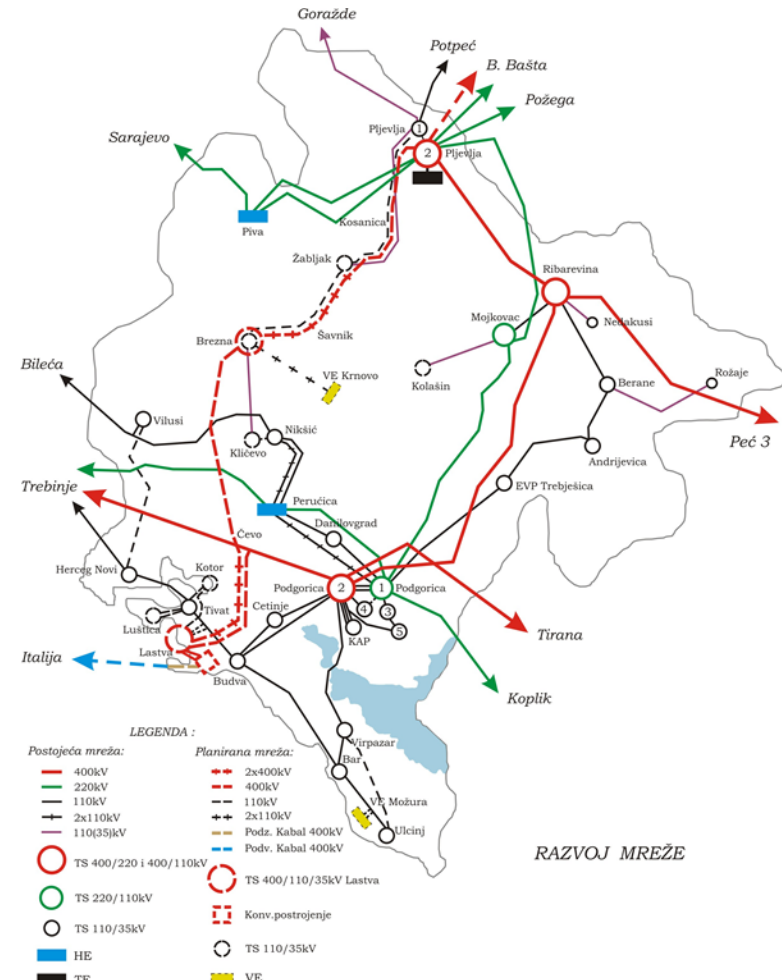 Goražde
Potpeć
B. Bašta
Požega
Pljevlja
1
Sarajevo
2
Pljevlja
Piva
Kosanica
Žabljak
Ribarevina
Mojkovac
Nedakusi
Brezna
Šavnik
Bileća
VE Krnovo
Kolašin
Berane
Rožaje
Vilusi
Nikšić
Kličevo
Peć 3
Andrijevica
EVP Trebješica
Trebinje
Perućica
Danilovgrad
Čevo
Herceg Novi
Kotor
Podgorica
2
1
Podgorica
Tivat
Cetinje
4
3
Luštica
KAP
5
Tirana
Lastva
Italija
Budva
Koplik
Virpazar
Bar
VE Možura
Ulcinj
LEGENDA :
Postojeća mreža:
400kV
220kV
110kV
2x110kV
110(35)kV
TS 400/220 i 400/110kV
TS 220/110kV
TS 110/35kV
HE
TE
Planirana mreža:
2x400kV
400kV
110kV
2x110kV
Podz. Kabal 400kV
Podv. Kabal 400kV
TS 400/110/35kV Lastva
Konv.postrojenje
TS 110/35kV
VE
RAZVOJ MREŽE